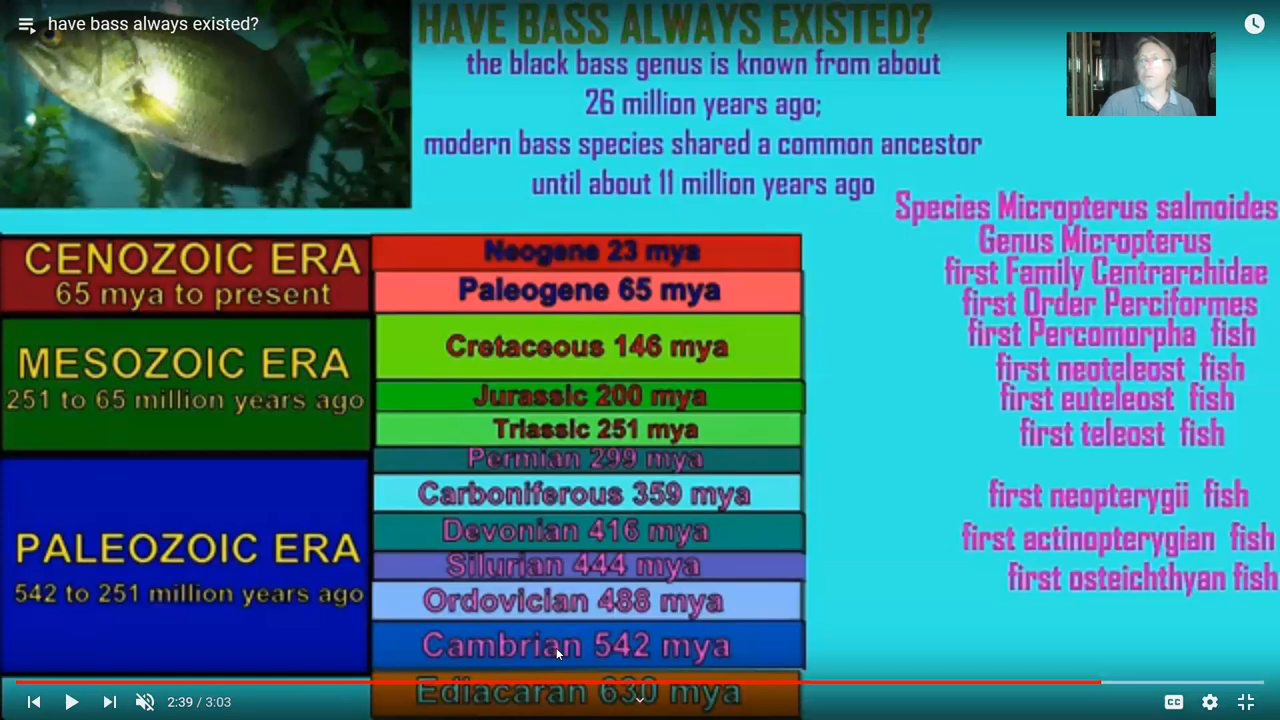 have bass always existed?
HAVE BASS ALWAYS EXISTED?
the black bass genus is known from about
26 million years ago;
modern bass species shared a common ancestor
until about 11 million years ago
Species Micropterus salmoides
Genus Micropterus
first Family Centrarchidae
first Order Perciformes
first Percomorpha fish
first neoteleost fish
first euteleost fish
first teleost fish
first neopterygii fish
first actinopterygian fish
first osteichthyan fish
CENOZOIC ERA
65 mya to present
MESOZOIC ERA
251 to 65 million years ago
PALEOZOIC ERA
542 to 251 million years ago
Neogene 23 mya
Paleogene 65 mya
Cretaceous 146 mya
Jurassic 200 mya
Triassic 251 mya
Permian 299 mya
Carboniferous 359 mya
Devonian 416 mya
Silurian 444 mya
Ordovician 488 mya
Cambrian 542 mya
Ediacaran 630 mya
2:39 / 3:03
CC